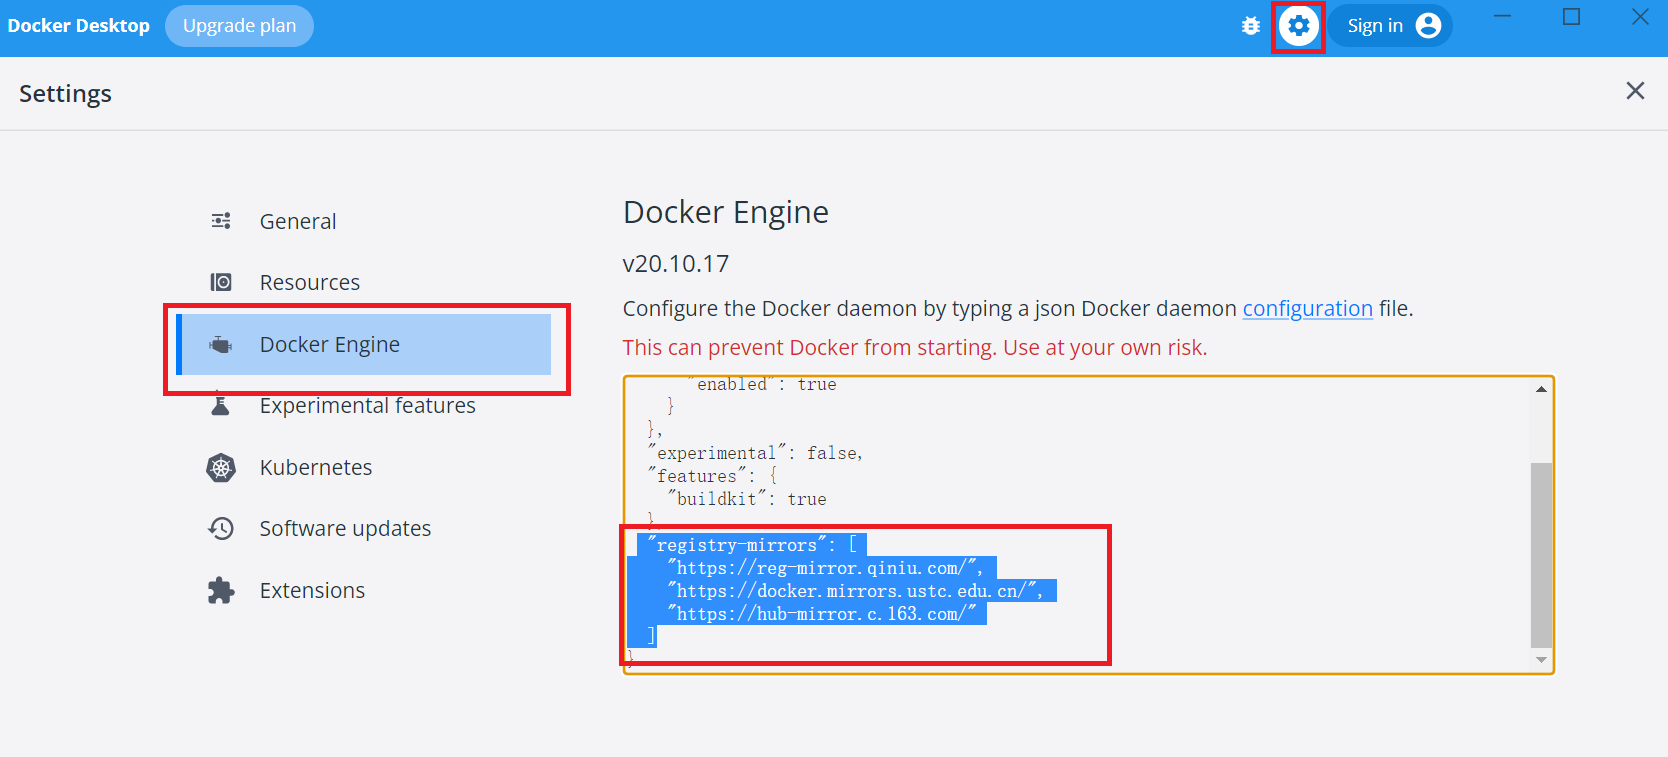 Docker Desktop Upgrade plan Sign in
Settings
General
Resources
Docker Engine
Experimental features
Kubernetes
Software updates
Extensions
Docker Engine
v20.10.17
Configure the Docker daemon by typing a json Docker daemon configuration file.
This can prevent Docker from starting. Use at your own risk.
"enabled": true
}
},
"experimental": false,
"features": {
"buildkit": true
},
"registry-mirrors": [
"https://reg-mirror.qiniu.com/",
"https://docker.mirrors.ustc.edu.cn/",
"https://hub-mirror.c.163.com/"
]
}